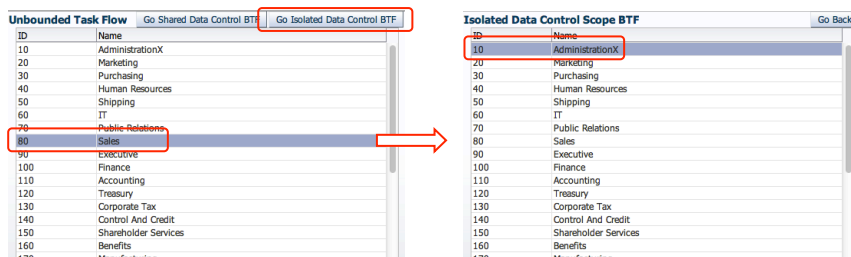 Unbounded Task Flow Go Shared Data Control BTF Go Isolated Data Control BTF
ID Name
10 AdministrationX
20 Marketing
30 Purchasing
40 Human Resources
50 Shipping
60 IT
70 Public Relations
80 Sales
90 Executive
100 Finance
110 Accounting
120 Treasury
130 Corporate Tax
140 Control And Credit
150 Shareholder Services
160 Benefits
170 Manufacturing
Isolated Data Control Scope BTF Go Back
ID Name
10 AdministrationX
20 Marketing
30 Purchasing
40 Human Resources
50 Shipping
60 IT
70 Public Relations
80 Sales
90 Executive
100 Finance
110 Accounting
120 Treasury
130 Corporate Tax
140 Control And Credit
150 Shareholder Services
160 Benefits
170 Manufacturing